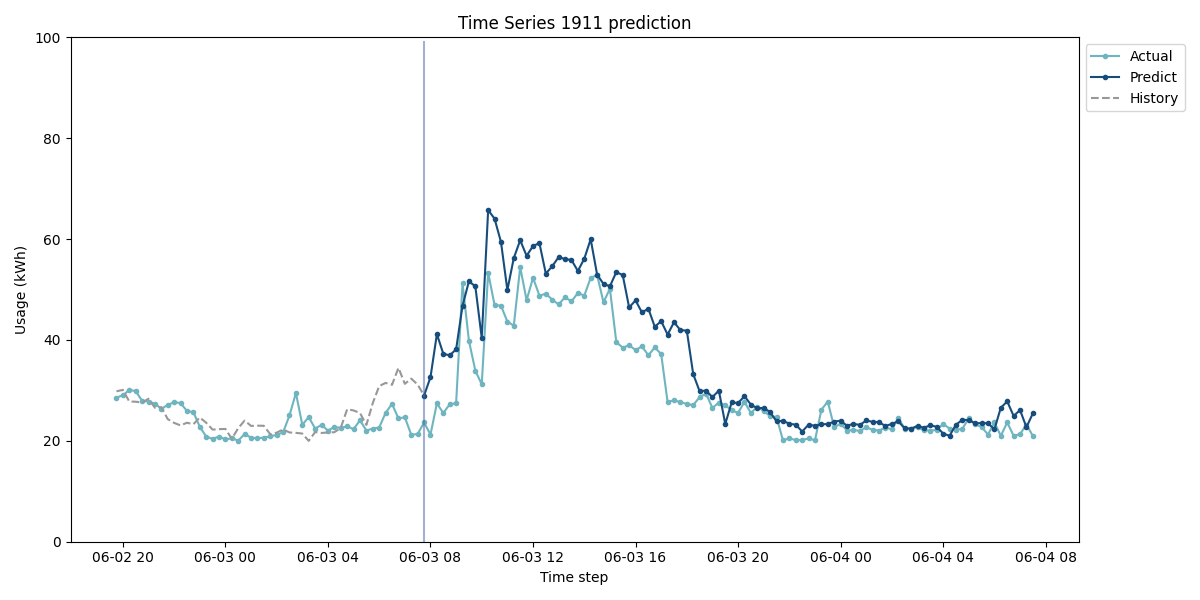 Time Series 1911 prediction
100
80
60
40
20
0
Usage (kWh)
06-02 20
06-03 00
06-03 04
06-03 08
06-03 12
06-03 16
06-03 20
06-04 00
06-04 04
06-04 08
Time step
Actual
Predict
History